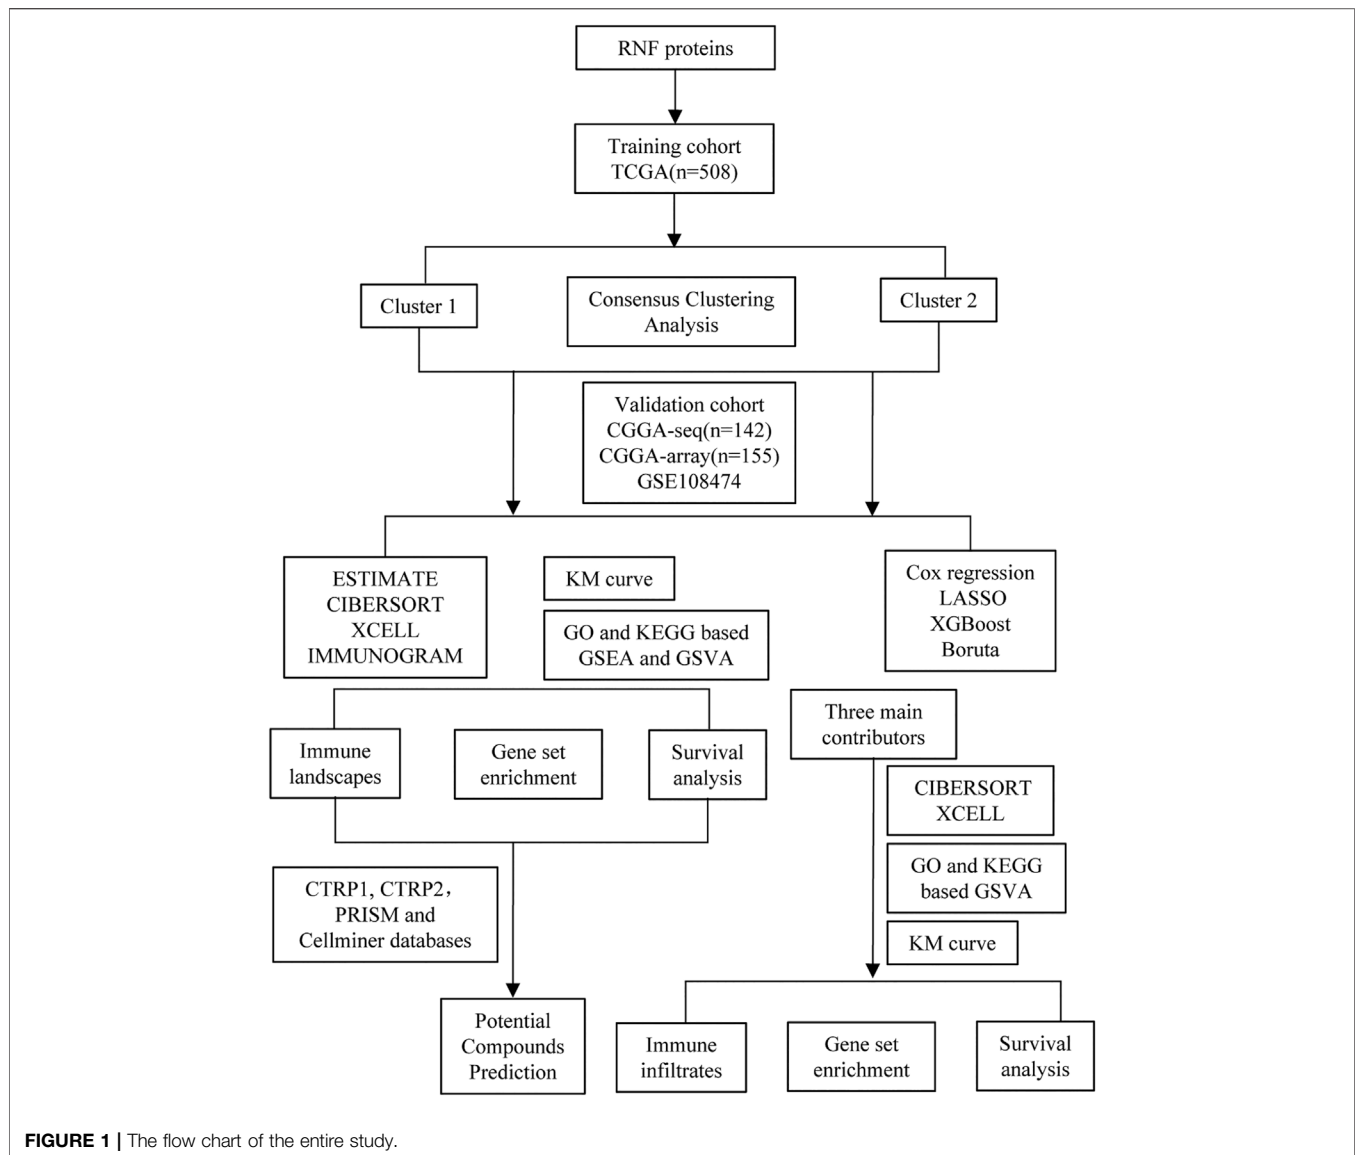 RNF proteins
Training cohort
TCGA(n=508)
Cluster 1
Consensus Clustering
Analysis
Cluster 2
Validation cohort
CGGA-seq(n=142)
CGGA-array(n=155)
GSE108474
ESTIMATE
CIBERSORT
XCELL
IMMUNOGRAM
KM curve
GO and KEGG based
GSEA and GSVA
Cox regression
LASSO
XGBoost
Boruta
Immune
landscapes
Gene set
enrichment
Survival
analysis
Three main
contributors
CIBERSORT
XCELL
GO and KEGG
based GSVA
KM curve
CTRP1, CTRP2，
PRISM and
Cellminer databases
Potential
Compounds
Prediction
Immune
infiltrates
Gene set
enrichment
Survival
analysis
FIGURE 1 | The flow chart of the entire study.